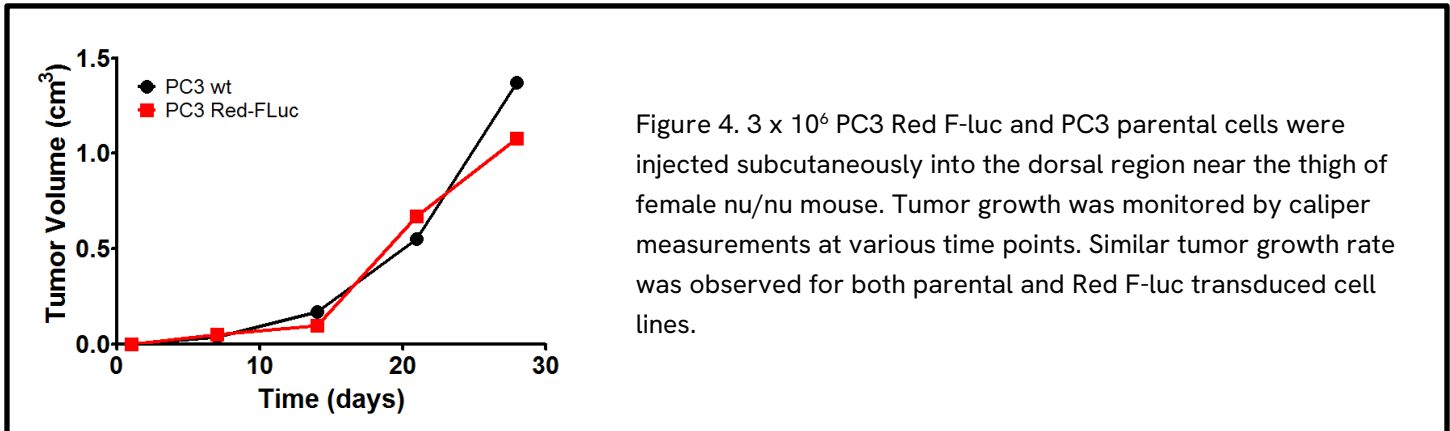 1.5
1.0
0.5
0.0
0
10
20
30
Tumor Volume (cm³)
Time (days)
PC3 wt
PC3 Red-FLuc
Figure 4. 3 x 10⁶ PC3 Red F-luc and PC3 parental cells were
injected subcutaneously into the dorsal region near the thigh of
female nu/nu mouse. Tumor growth was monitored by caliper
measurements at various time points. Similar tumor growth rate
was observed for both parental and Red F-luc transduced cell
lines.